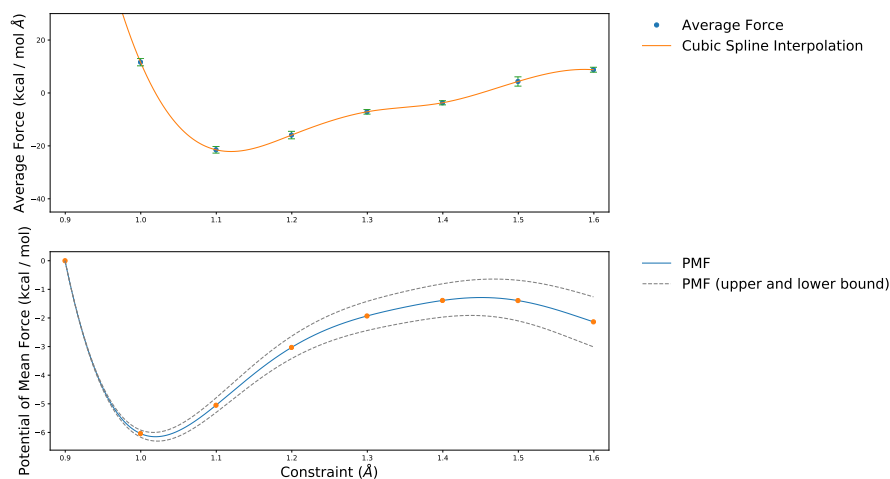 Average Force (kcal / mol Å)
20
0
−20
−40
0.9 1.0 1.1 1.2 1.3 1.4 1.5 1.6
Average Force
Cubic Spline Interpolation
Potential of Mean Force (kcal / mol)
0
−1
−2
−3
−4
−5
−6
0.9 1.0 1.1 1.2 1.3 1.4 1.5 1.6
Constraint (Å)
PMF
PMF (upper and lower bound)